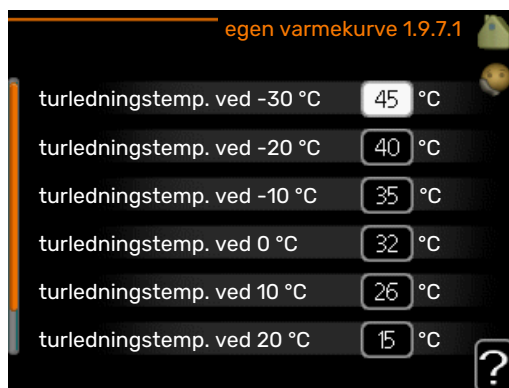 egen varmekurve 1.9.7.1
turledningstemp. ved -30 °C 45 °C
turledningstemp. ved -20 °C 40 °C
turledningstemp. ved -10 °C 35 °C
turledningstemp. ved 0 °C 32 °C
turledningstemp. ved 10 °C 26 °C
turledningstemp. ved 20 °C 15 °C
?